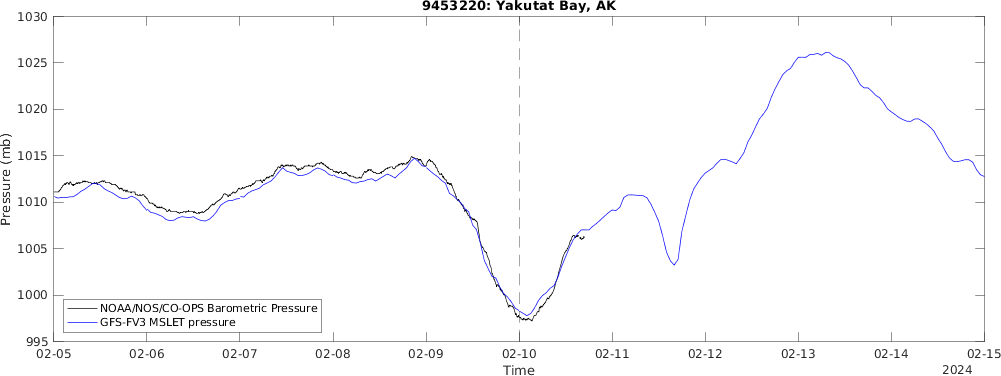 9453220: Yakutat Bay, AK
Pressure (mb)
1030
1025
1020
1015
1010
1005
1000
995
NOAA/NOS/CO-OPS Barometric Pressure
GFS-FV3 MSLET pressure
02-05 02-06 02-07 02-08 02-09 02-10 02-11 02-12 02-13 02-14 02-15
Time
2024